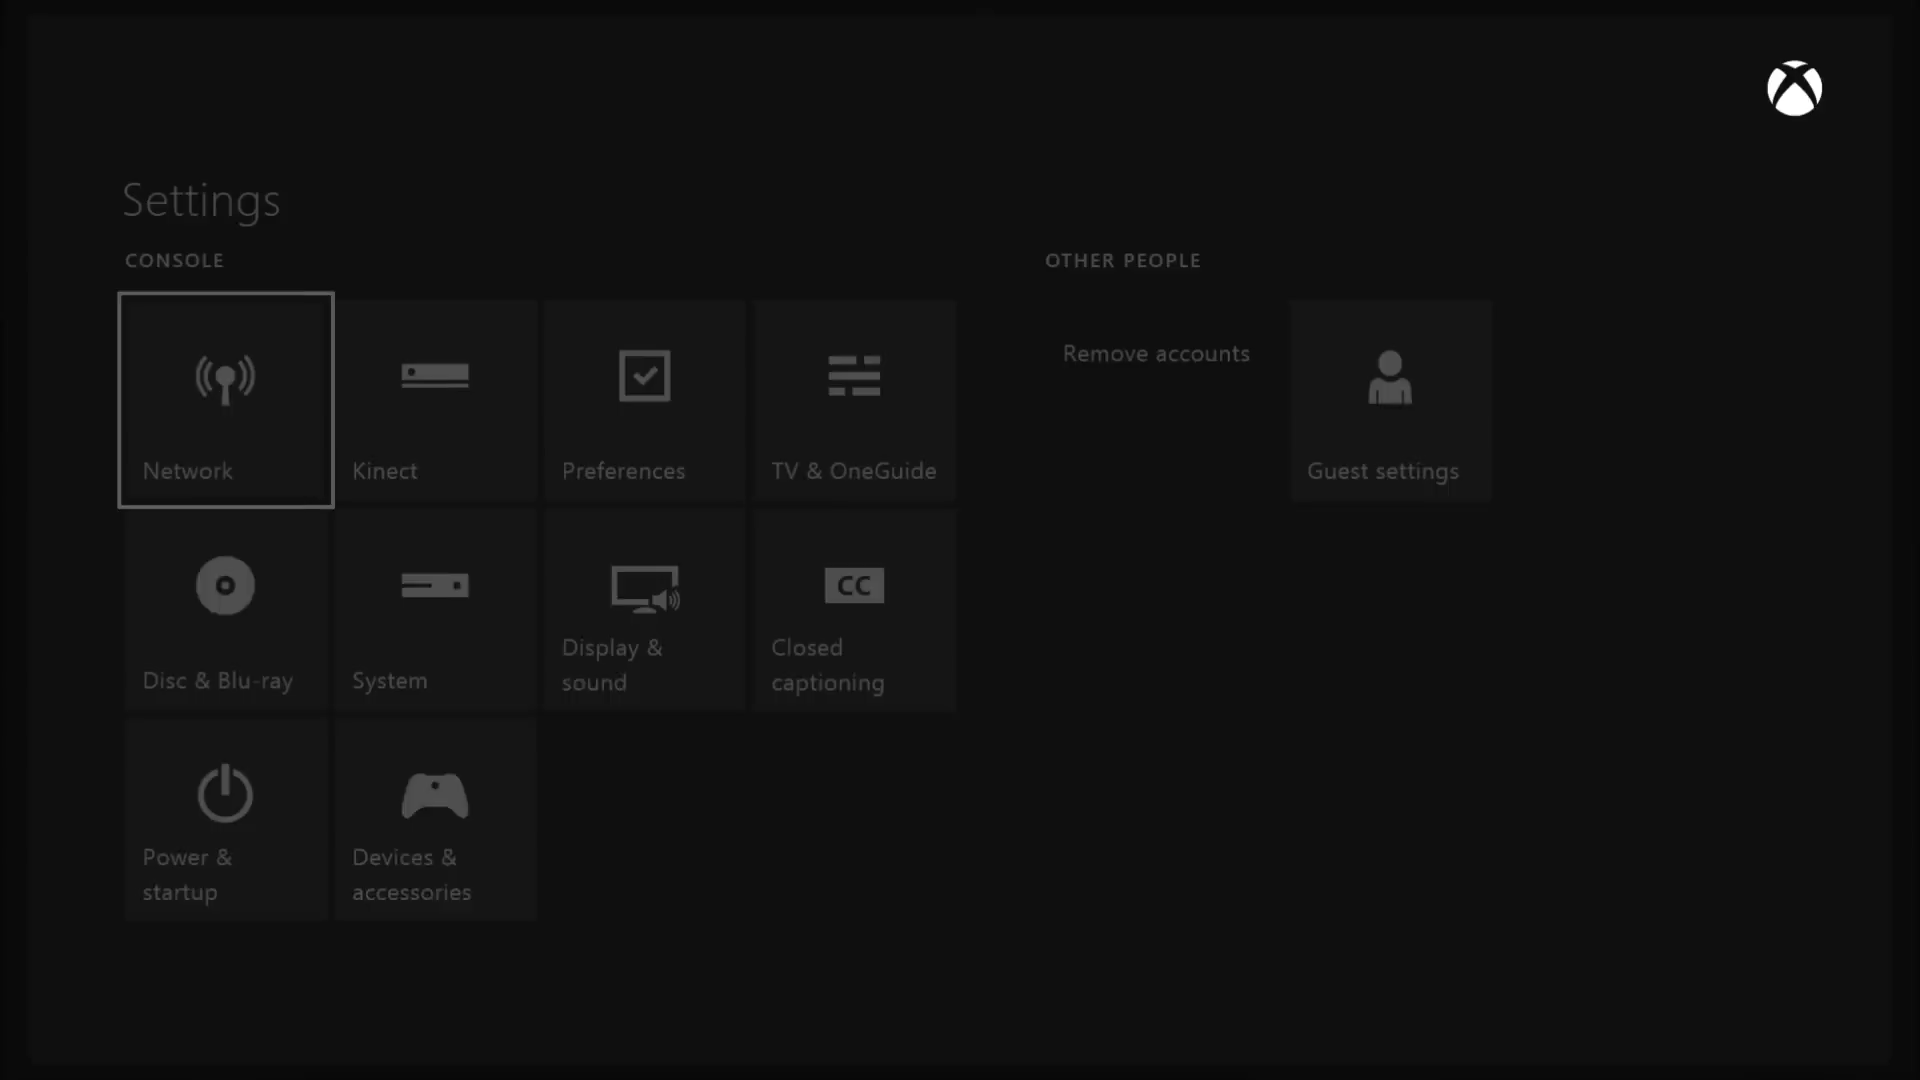 Settings
CONSOLE
Network
Kinect
Preferences
TV & OneGuide
Disc & Blu-ray
System
Display &
sound
CC
Closed
captioning
Power &
startup
Devices &
accessories
OTHER PEOPLE
Remove accounts
Guest settings